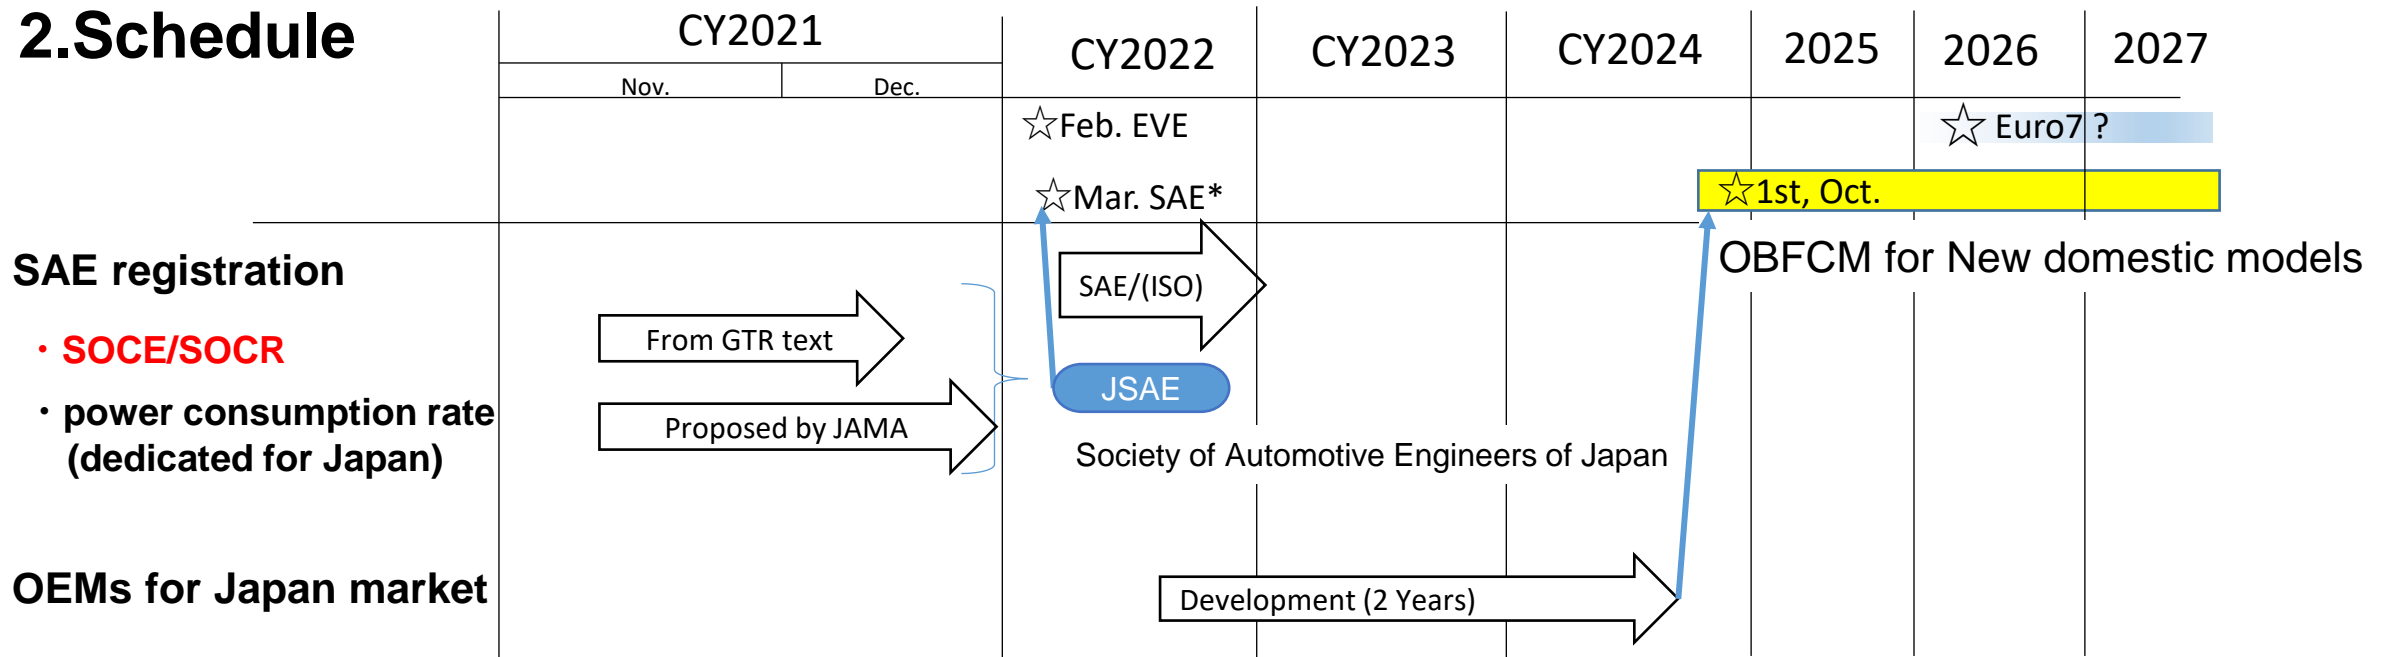 2.Schedule
CY2021
CY2022
CY2023
CY2024
2025
2026
2027
Nov.
Dec.
☆Feb. EVE
☆ Euro7 ?
☆Mar. SAE*
☆1st, Oct.
OBFCM for New domestic models
SAE registration
SAE/(ISO)
From GTR text
・SOCE/SOCR
JSAE
・power consumption rate
(dedicated for Japan)
Proposed by JAMA
Society of Automotive Engineers of Japan
OEMs for Japan market
Development (2 Years)